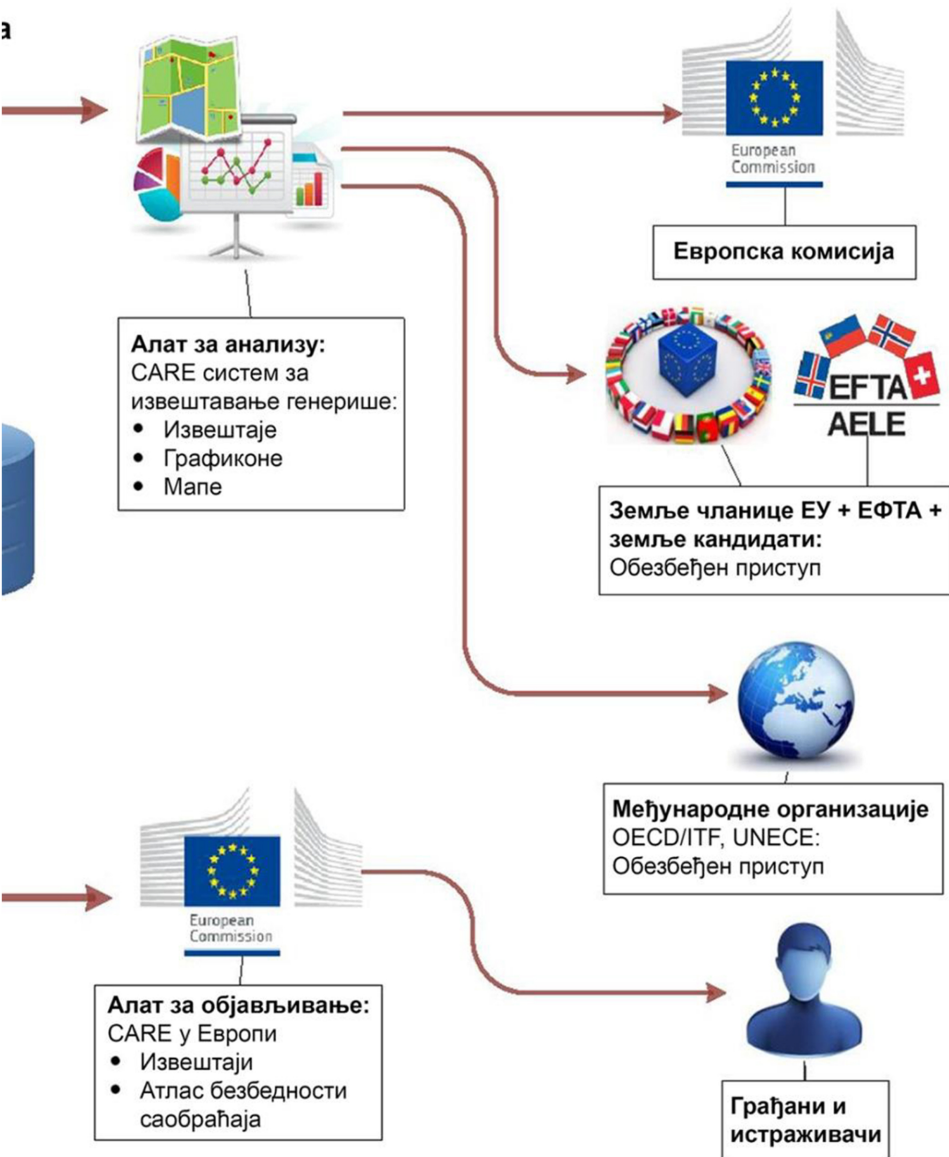 а
European
Commission
Европска комисија
Алат за анализу:
CARE систем за
извештавање генерише:
• Извештаје
• Графиконе
• Мапе
EFTA
AELE
Земље чланице ЕУ + ЕФТА +
земље кандидати:
Обезбеђен приступ
Међународне организације
OECD/ITF, UNECE:
Обезбеђен приступ
European
Commission
Алат за објављивање:
CARE у Европи
• Извештаји
• Атлас безбедности
саобраћаја
Грађани и
истраживачи